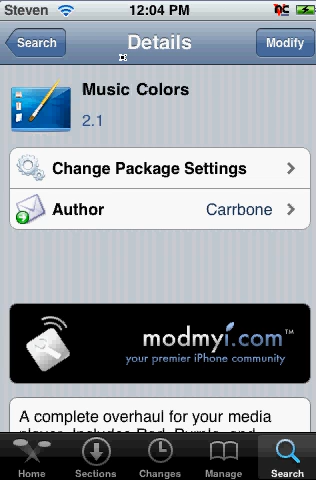 Steven 12:04 PM
Search Details Modify
Music Colors
2.1
Change Package Settings
Author Carrbone
modmyi.com™
your premier iPhone community
A complete overhaul for your media
Home Sections Changes Manage Search